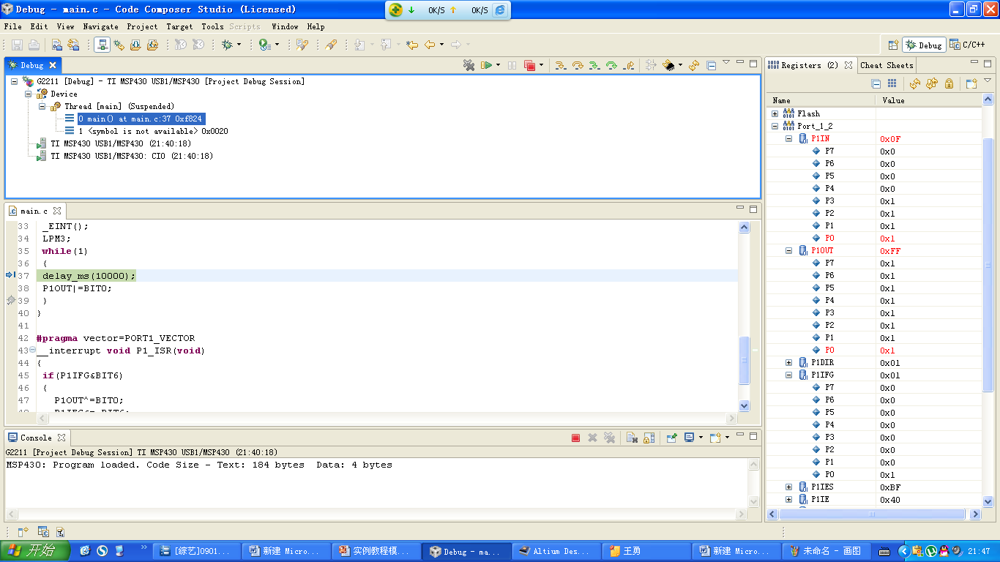 Debug - main.c - Code Composer Studio (Licensed)
0K/S
0K/S
File Edit View Navigate Project Target Tools Scripts Window Help
Debug
C/C++
Debug
G2211 [Debug] - TI MSP430 USB1/MSP430 [Project Debug Session]
Device
Thread [main] (Suspended)
0 main() at main.c:37 0xf824
1 <symbol is not available> 0x0020
TI MSP430 USB1/MSP430 (21:40:18)
TI MSP430 USB1/MSP430: CIO (21:40:18)
main.c
33 _EINT();
34 LPM3;
35 while(1)
36 {
37 delay_ms(10000);
38 P1OUT|=BIT0;
39 }
40 }
41
42 #pragma vector=PORT1_VECTOR
43 __interrupt void P1_ISR(void)
44 {
45 if(P1IFG&BIT6)
46 {
47 P1OUT^=BIT0;
Console
G2211 [Project Debug Session] TI MSP430 USB1/MSP430 (21:40:18)
MSP430: Program loaded. Code Size - Text: 184 bytes Data: 4 bytes
Registers (2)
Cheat Sheets
Name Value
Flash
Port_1_2
P1IN 0x0F
P7 0x0
P6 0x0
P5 0x0
P4 0x0
P3 0x1
P2 0x1
P1 0x1
P0 0x1
P1OUT 0xFF
P7 0x1
P6 0x1
P5 0x1
P4 0x1
P3 0x1
P2 0x1
P1 0x1
P0 0x1
P1DIR 0x01
P1IFG 0x01
P7 0x0
P6 0x0
P5 0x0
P4 0x0
P3 0x0
P2 0x0
P1 0x0
P0 0x1
P1IES 0xBF
P1IE 0x40
开始
[综艺]0901...
新建 Micro...
实例教程模...
Debug - ma...
Altium Des...
王勇
新建 Micro...
未命名 - 画图
21:47